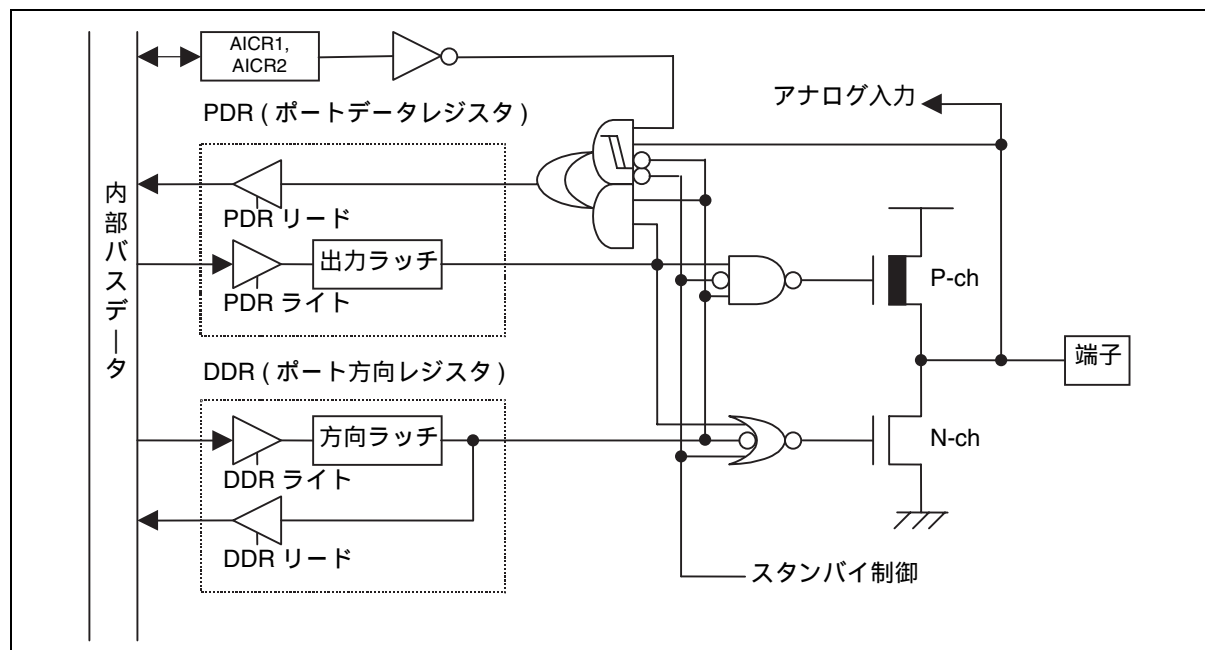 AICR1,
AICR2
PDR ( ポートデータレジスタ )
アナログ入力
内部バスデータ
PDR リード
出力ラッチ
PDR ライト
P-ch
端子
DDR ( ポート方向レジスタ )
方向ラッチ
N-ch
DDR ライト
DDR リード
スタンバイ制御